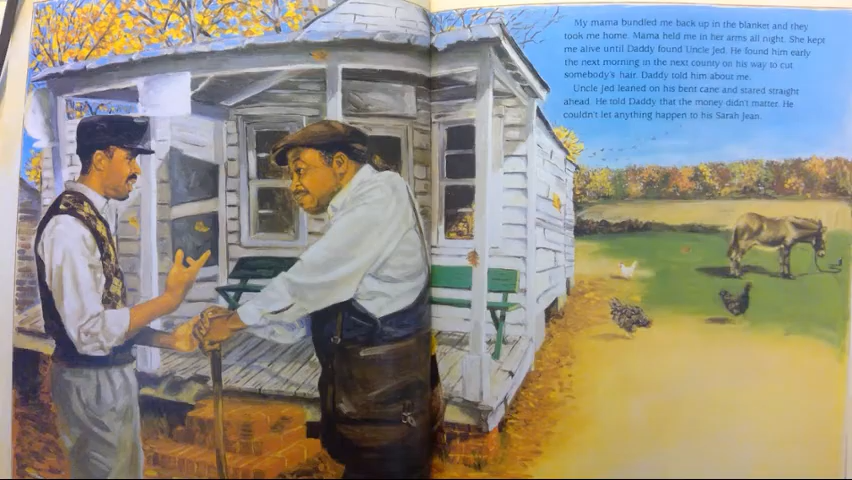 My mama bundled me back up in the blanket and they
took me home. Mama held me in her arms all night. She kept
me alive until Daddy found Uncle Jed. He found him early
the next morning in the next county on his way to cut
somebody's hair. Daddy told him about me.
Uncle Jed leaned on his bent cane and stared straight
ahead. He told Daddy that the money didn't matter. He
couldn't let anything happen to his Sarah Jean.